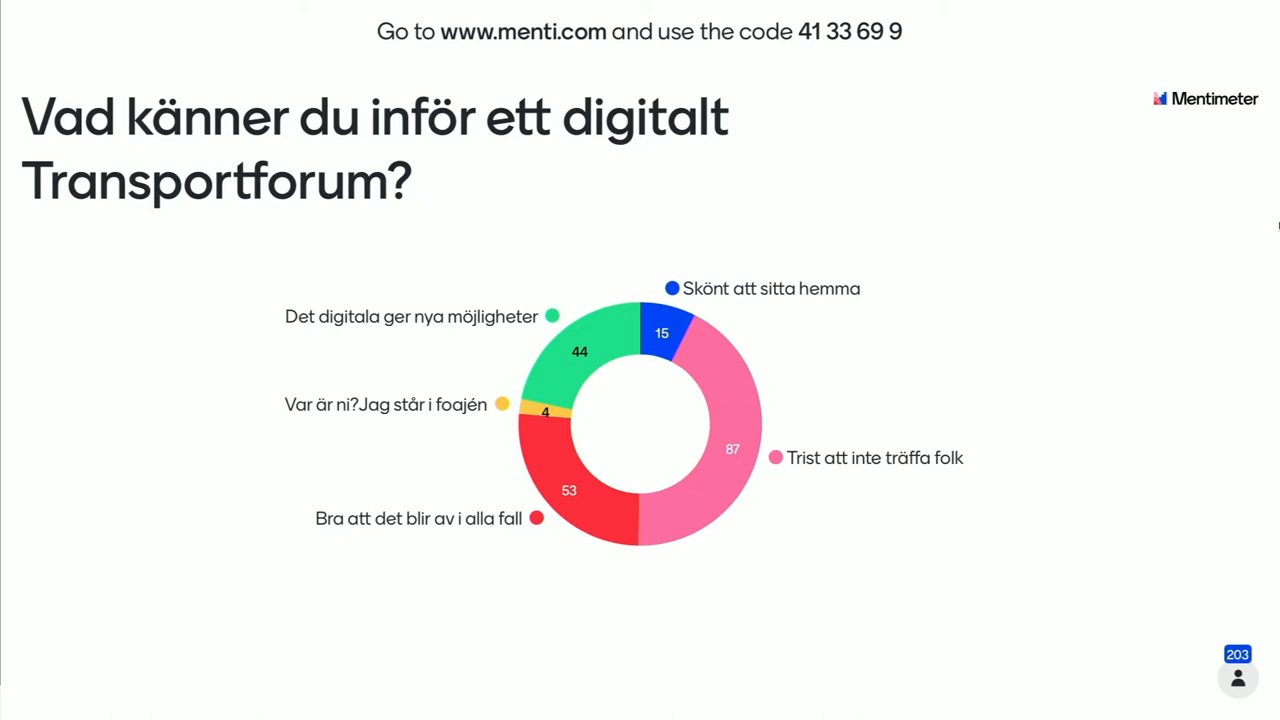 Go to www.menti.com and use the code 41 33 69 9
Vad känner du inför ett digitalt
Transportforum?
Mentimeter
Skönt att sitta hemma
Det digitala ger nya möjligheter
15
44
Var är ni?Jag står i foajén
4
87
Trist att inte träffa folk
53
Bra att det blir av i alla fall
203